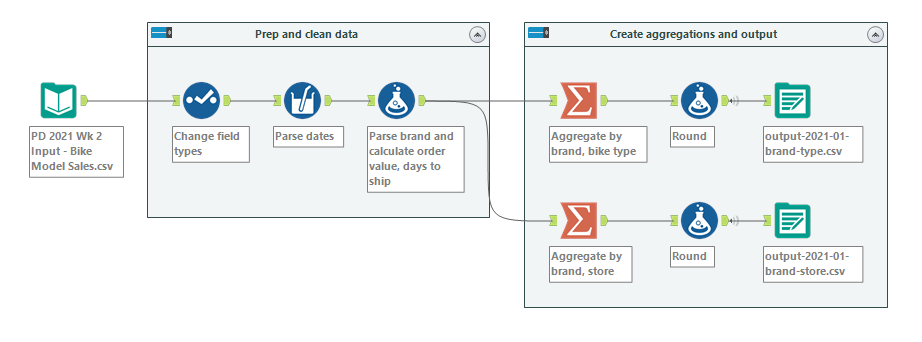 Prep and clean data
Create aggregations and output
PD 2021 Wk 2
Input - Bike
Model Sales.csv
Change field
types
Parse dates
Parse brand and
calculate order
value, days to
ship
Aggregate by
brand, bike type
Round
output-2021-01-
brand-type.csv
Aggregate by
brand, store
Round
output-2021-01-
brand-store.csv